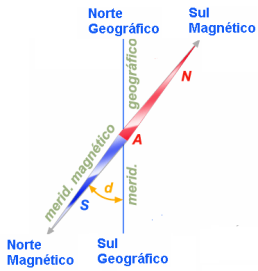 Norte
Geográfico
Sul
Magnético
geográfico
N
A
merid. magnético
merid.
d
S
Norte
Magnético
Sul
Geográfico